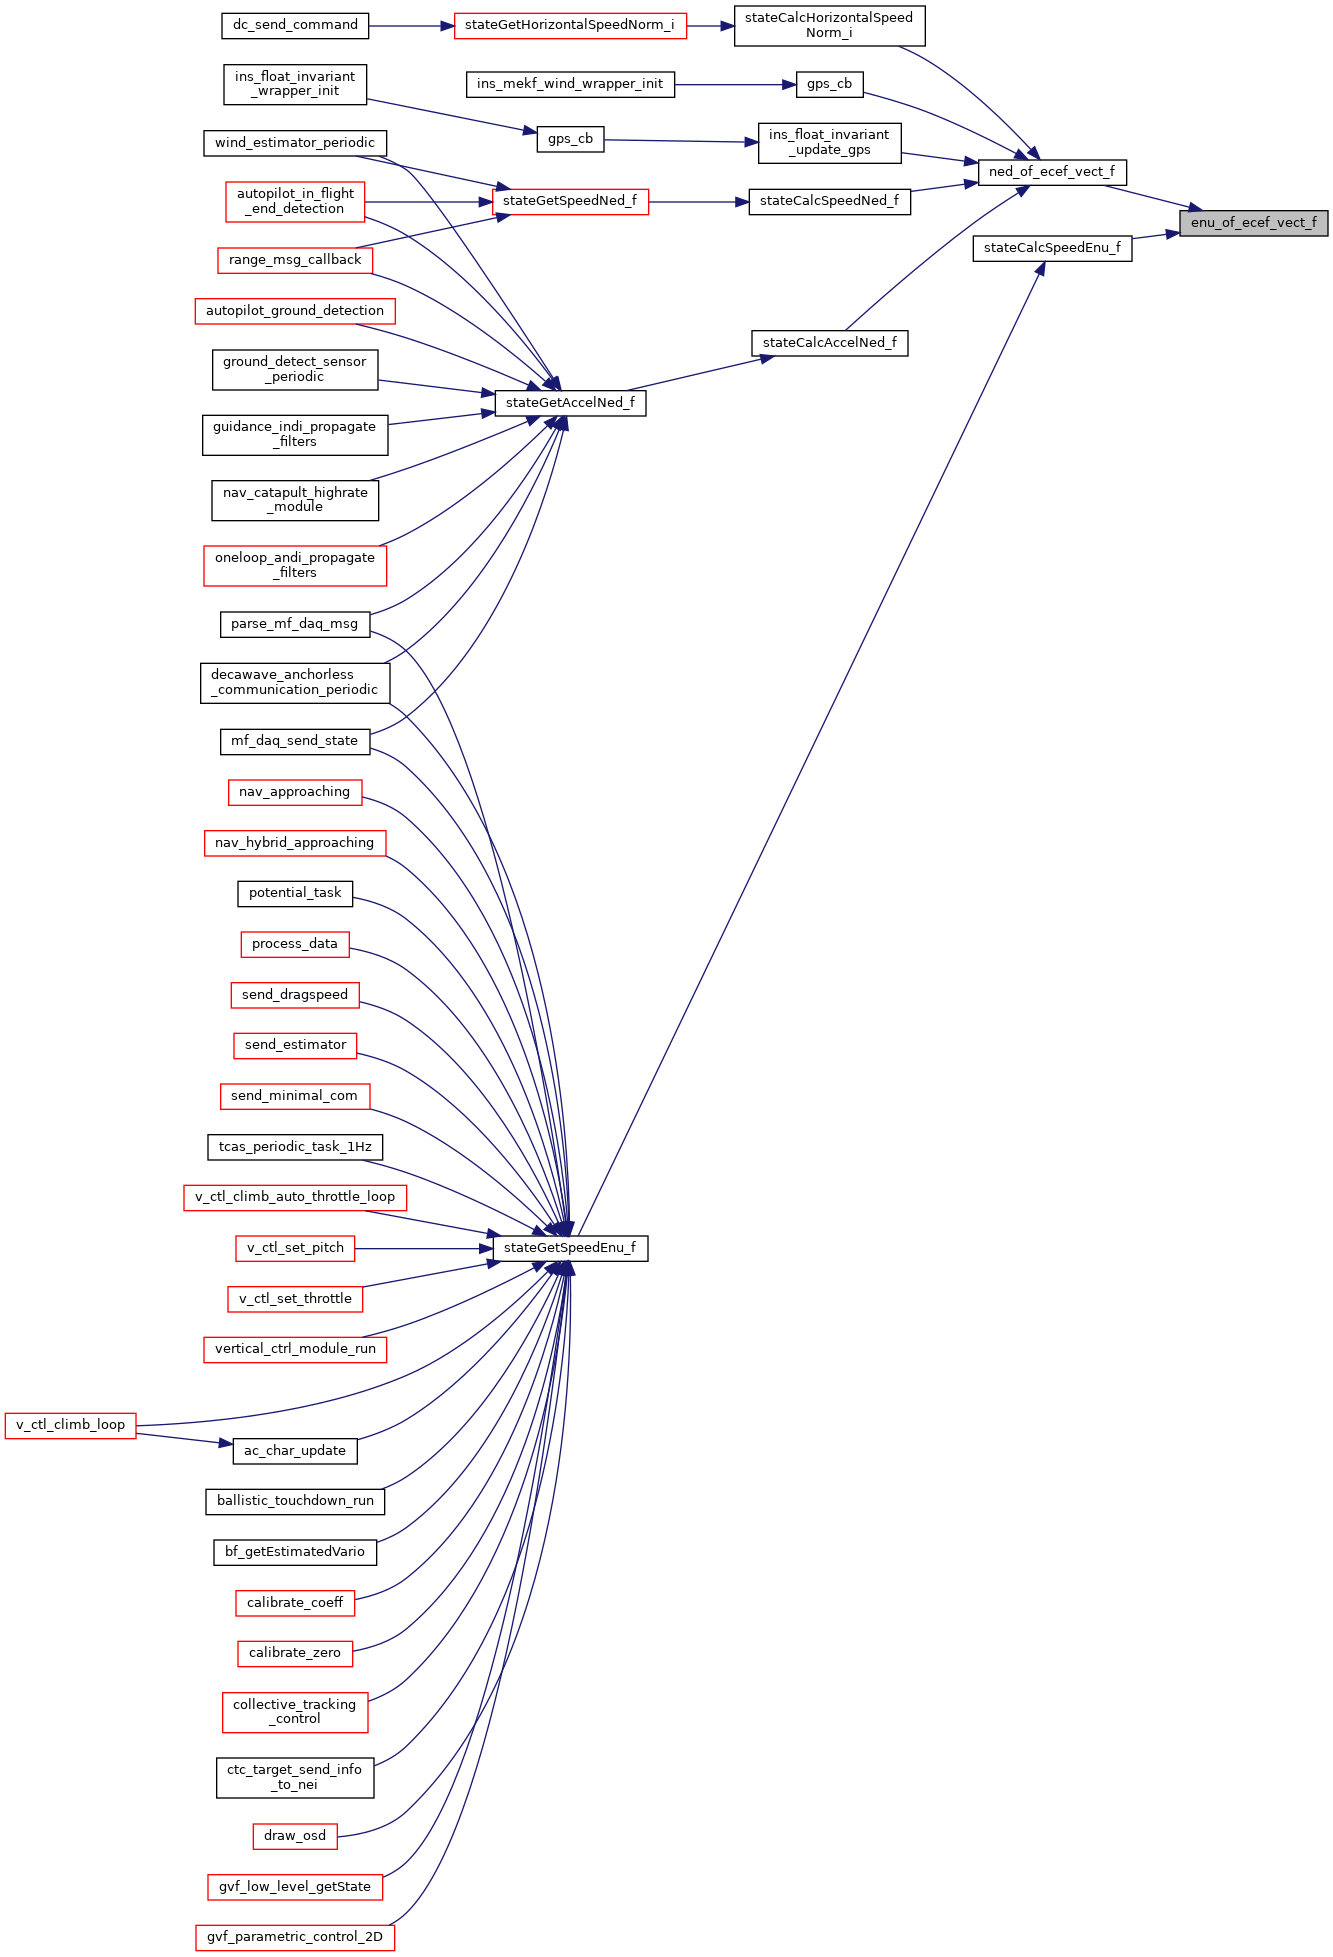 dc_send_command
stateGetHorizontalSpeedNorm_i
stateCalcHorizontalSpeed
Norm_i
ins_float_invariant
_wrapper_init
ins_mekf_wind_wrapper_init
gps_cb
gps_cb
ins_float_invariant
_update_gps
wind_estimator_periodic
ned_of_ecef_vect_f
autopilot_in_flight
_end_detection
stateGetSpeedNed_f
stateCalcSpeedNed_f
enu_of_ecef_vect_f
range_msg_callback
stateCalcSpeedEnu_f
autopilot_ground_detection
stateCalcAccelNed_f
ground_detect_sensor
_periodic
stateGetAccelNed_f
guidance_indi_propagate
_filters
nav_catapult_highrate
_module
oneloop_andi_propagate
_filters
parse_mf_daq_msg
decawave_anchorless
_communication_periodic
mf_daq_send_state
nav_approaching
nav_hybrid_approaching
potential_task
process_data
send_dragspeed
send_estimator
send_minimal_com
tcas_periodic_task_1Hz
v_ctl_climb_auto_throttle_loop
v_ctl_set_pitch
stateGetSpeedEnu_f
v_ctl_set_throttle
vertical_ctrl_module_run
v_ctl_climb_loop
ac_char_update
ballistic_touchdown_run
bf_getEstimatedVario
calibrate_coeff
calibrate_zero
collective_tracking
_control
ctc_target_send_info
_to_nei
draw_osd
gvf_low_level_getState
gvf_parametric_control_2D